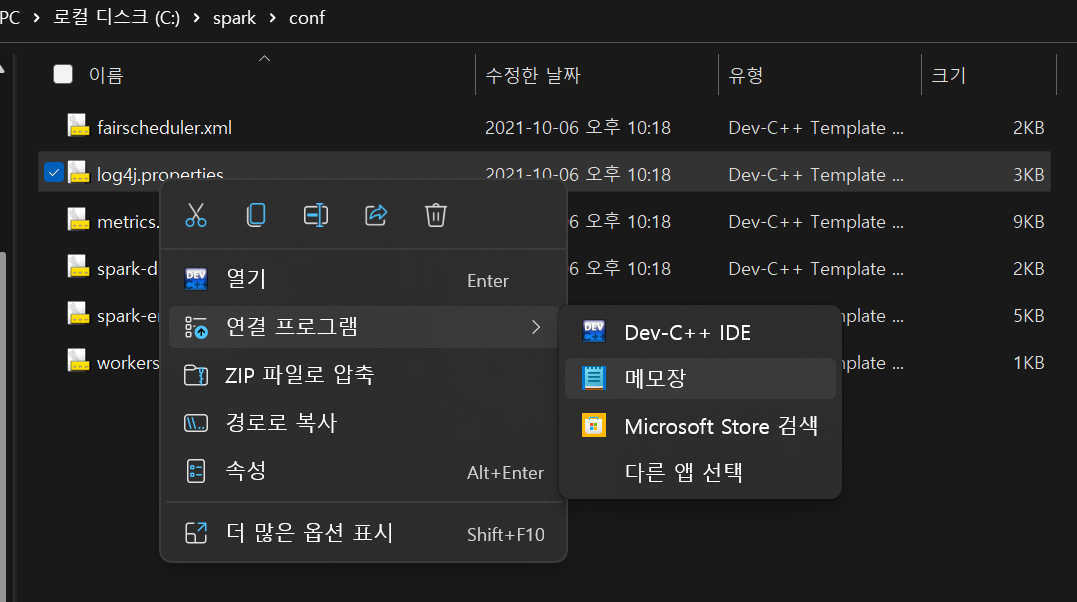 PC > 로컬 디스크 (C:) > spark > conf
이름 수정한 날짜 유형 크기
fairscheduler.xml 2021-10-06 오후 10:18 Dev-C++ Template ... 2KB
log4j.properties 2021-10-06 오후 10:18 Dev-C++ Template ... 3KB
metrics. 6 오후 10:18 Dev-C++ Template ... 9KB
spark-d 6 오후 10:18 Dev-C++ Template ... 2KB
spark-e plate ... 5KB
workers plate ... 1KB
DEV C++ 열기 Enter
연결 프로그램
ZIP 파일로 압축
경로로 복사
속성 Alt+Enter
더 많은 옵션 표시 Shift+F10
DEV C++ Dev-C++ IDE
메모장
Microsoft Store 검색
다른 앱 선택